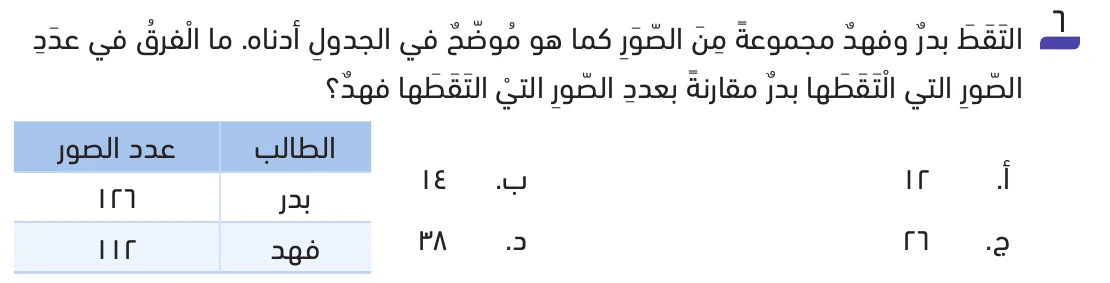 ٦
التَقَطَ بدرٌ وفهدٌ مجموعةً مِنَ الصّوَرِ كما هو مُوضّحٌ في الجدولِ أدناه. ما الْفرقُ في عدَدِ
الصّورِ التي الْتَقَطَها بدرٌ مقارنةً بعددِ الصّورِ التيْ التَقَطَها فهدٌ؟
أ. ١٢
ب. ١٤
ج. ٢٦
د. ٣٨
الطالب عدد الصور
بدر ١٢٦
فهد ١١٢